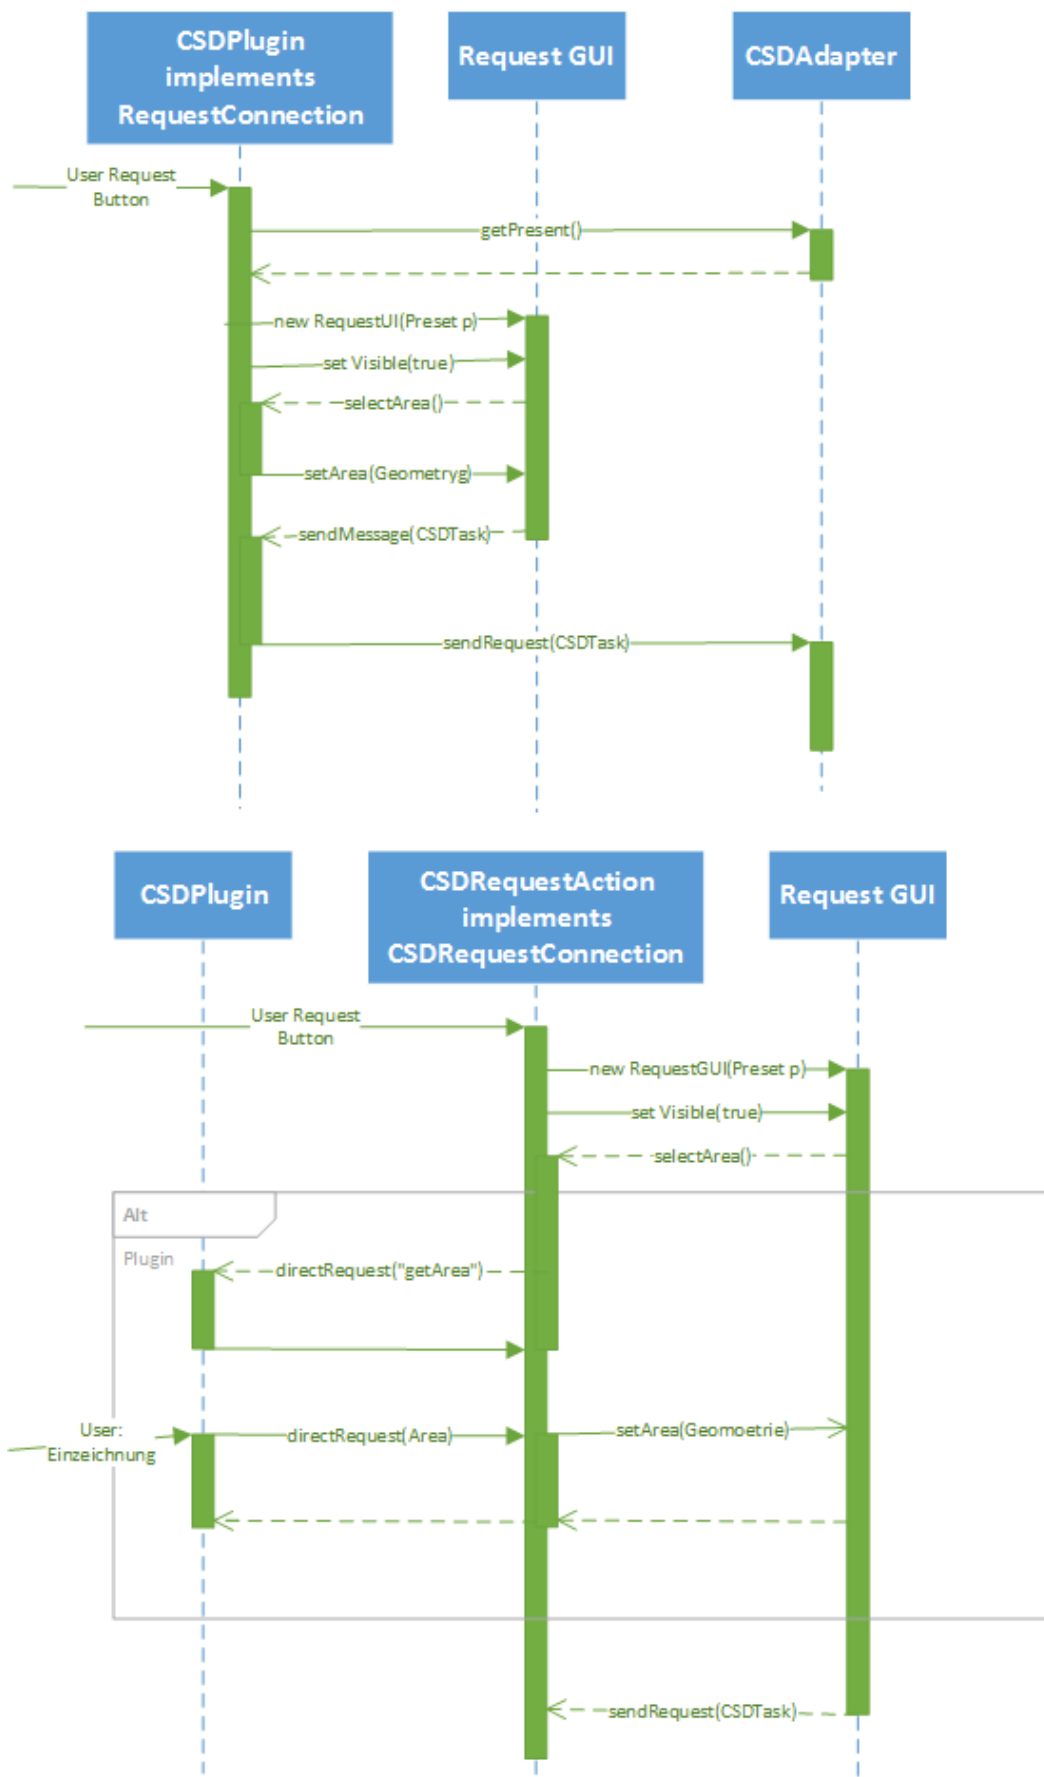 CSDPlugin
implements
RequestConnection
Request GUI
CSDAdapter
User Request
Button
getPresent()
new RequestUI(Preset p)
set Visible(true)
selectArea()
setArea(Geometryg)
sendMessage(CSDTask)
sendRequest(CSDTask)
CSDPlugin
CSDRequestAction
implements
CSDRequestConnection
Request GUI
User Request
Button
new RequestGUI(Preset p)
set Visible(true)
selectArea()
Alt
Plugin
directRequest("getArea")
User:
Einzeichnung
directRequest(Area)
setArea(Geomoetrie)
sendRequest(CSDTask)